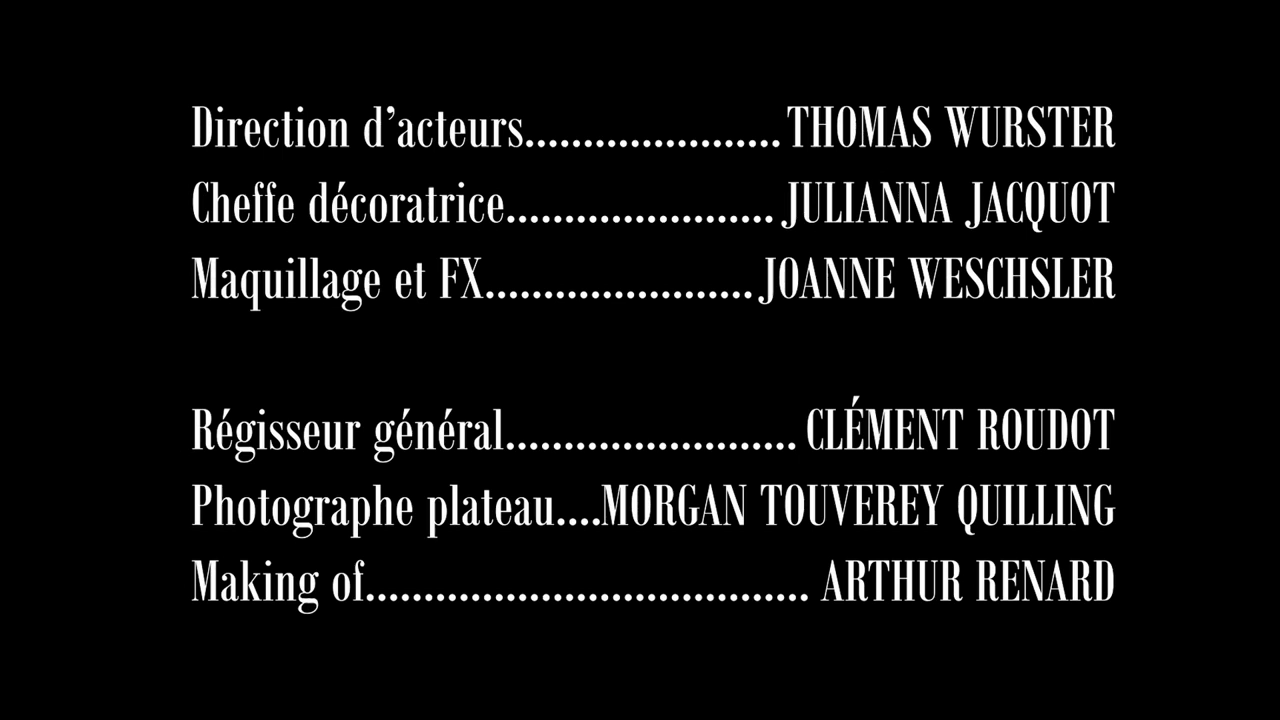 Direction d’acteurs......................THOMAS WURSTER
Cheffe décoratrice.......................JULIANNA JACQUOT
Maquillage et FX.......................JOANNE WESCHSLER
Régisseur général.........................CLÉMENT ROUDOT
Photographe plateau....MORGAN TOUVEREY QUILLING
Making of......................................ARTHUR RENARD